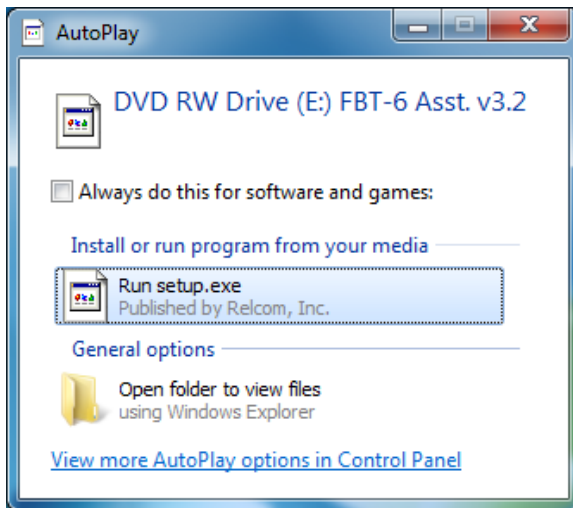 AutoPlay
DVD RW Drive (E:) FBT-6 Asst. v3.2
Always do this for software and games:
Install or run program from your media
Run setup.exe
Published by Relcom, Inc.
General options
Open folder to view files
using Windows Explorer
View more AutoPlay options in Control Panel